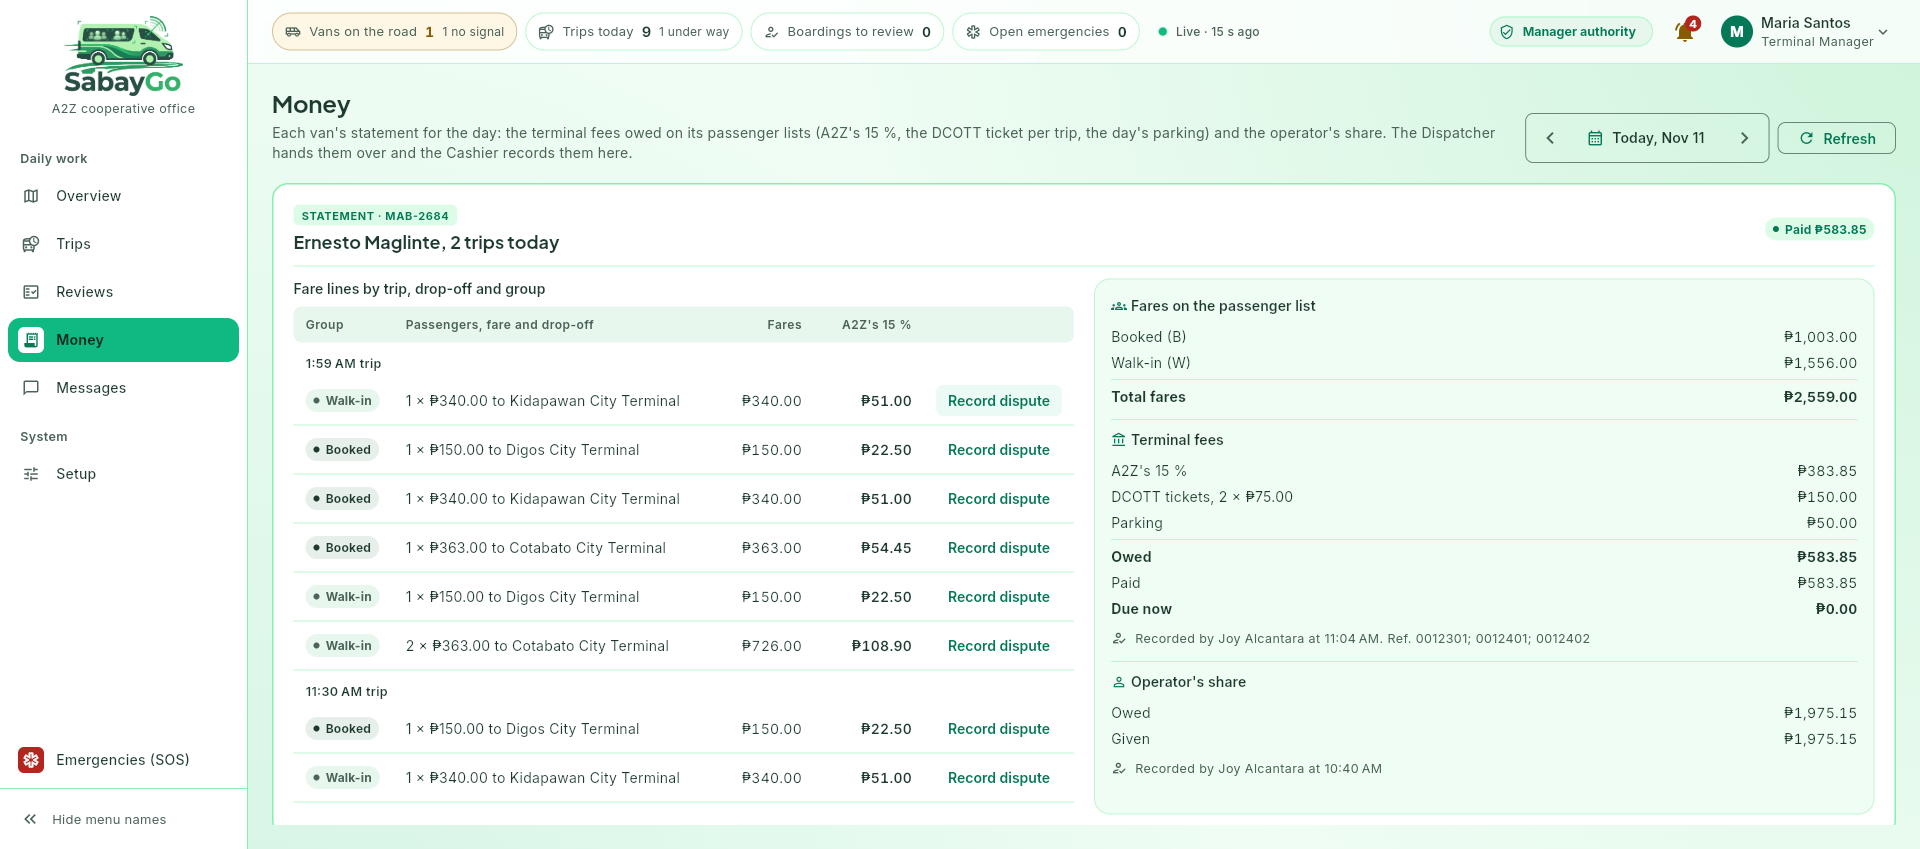 SabayGo
A2Z cooperative office
Daily work
Overview
Trips
Reviews
Money
Messages
System
Setup
Emergencies (SOS)
Hide menu names
Vans on the road 1 1 no signal
Trips today 9 1 under way
Boardings to review 0
Open emergencies 0
Live · 15 s ago
Manager authority
4
M
Maria Santos
Terminal Manager
Money
Each van's statement for the day: the terminal fees owed on its passenger lists (A2Z's 15 %, the DCOTT ticket per trip, the day's parking) and the operator's share. The Dispatcher
hands them over and the Cashier records them here.
Today, Nov 11
Refresh
STATEMENT · MAB-2684
Ernesto Maglinte, 2 trips today
Paid ₱583.85
Fare lines by trip, drop-off and group
Group Passengers, fare and drop-off Fares A2Z's 15 %
1:59 AM trip
Walk-in 1 × ₱340.00 to Kidapawan City Terminal ₱340.00 ₱51.00 Record dispute
Booked 1 × ₱150.00 to Digos City Terminal ₱150.00 ₱22.50 Record dispute
Booked 1 × ₱340.00 to Kidapawan City Terminal ₱340.00 ₱51.00 Record dispute
Booked 1 × ₱363.00 to Cotabato City Terminal ₱363.00 ₱54.45 Record dispute
Walk-in 1 × ₱150.00 to Digos City Terminal ₱150.00 ₱22.50 Record dispute
Walk-in 2 × ₱363.00 to Cotabato City Terminal ₱726.00 ₱108.90 Record dispute
11:30 AM trip
Booked 1 × ₱150.00 to Digos City Terminal ₱150.00 ₱22.50 Record dispute
Walk-in 1 × ₱340.00 to Kidapawan City Terminal ₱340.00 ₱51.00 Record dispute
Fares on the passenger list
Booked (B) ₱1,003.00
Walk-in (W) ₱1,556.00
Total fares ₱2,559.00
Terminal fees
A2Z's 15 % ₱383.85
DCOTT tickets, 2 × ₱75.00 ₱150.00
Parking ₱50.00
Owed ₱583.85
Paid ₱583.85
Due now ₱0.00
Recorded by Joy Alcantara at 11:04 AM. Ref. 0012301; 0012401; 0012402
Operator's share
Owed ₱1,975.15
Given ₱1,975.15
Recorded by Joy Alcantara at 10:40 AM